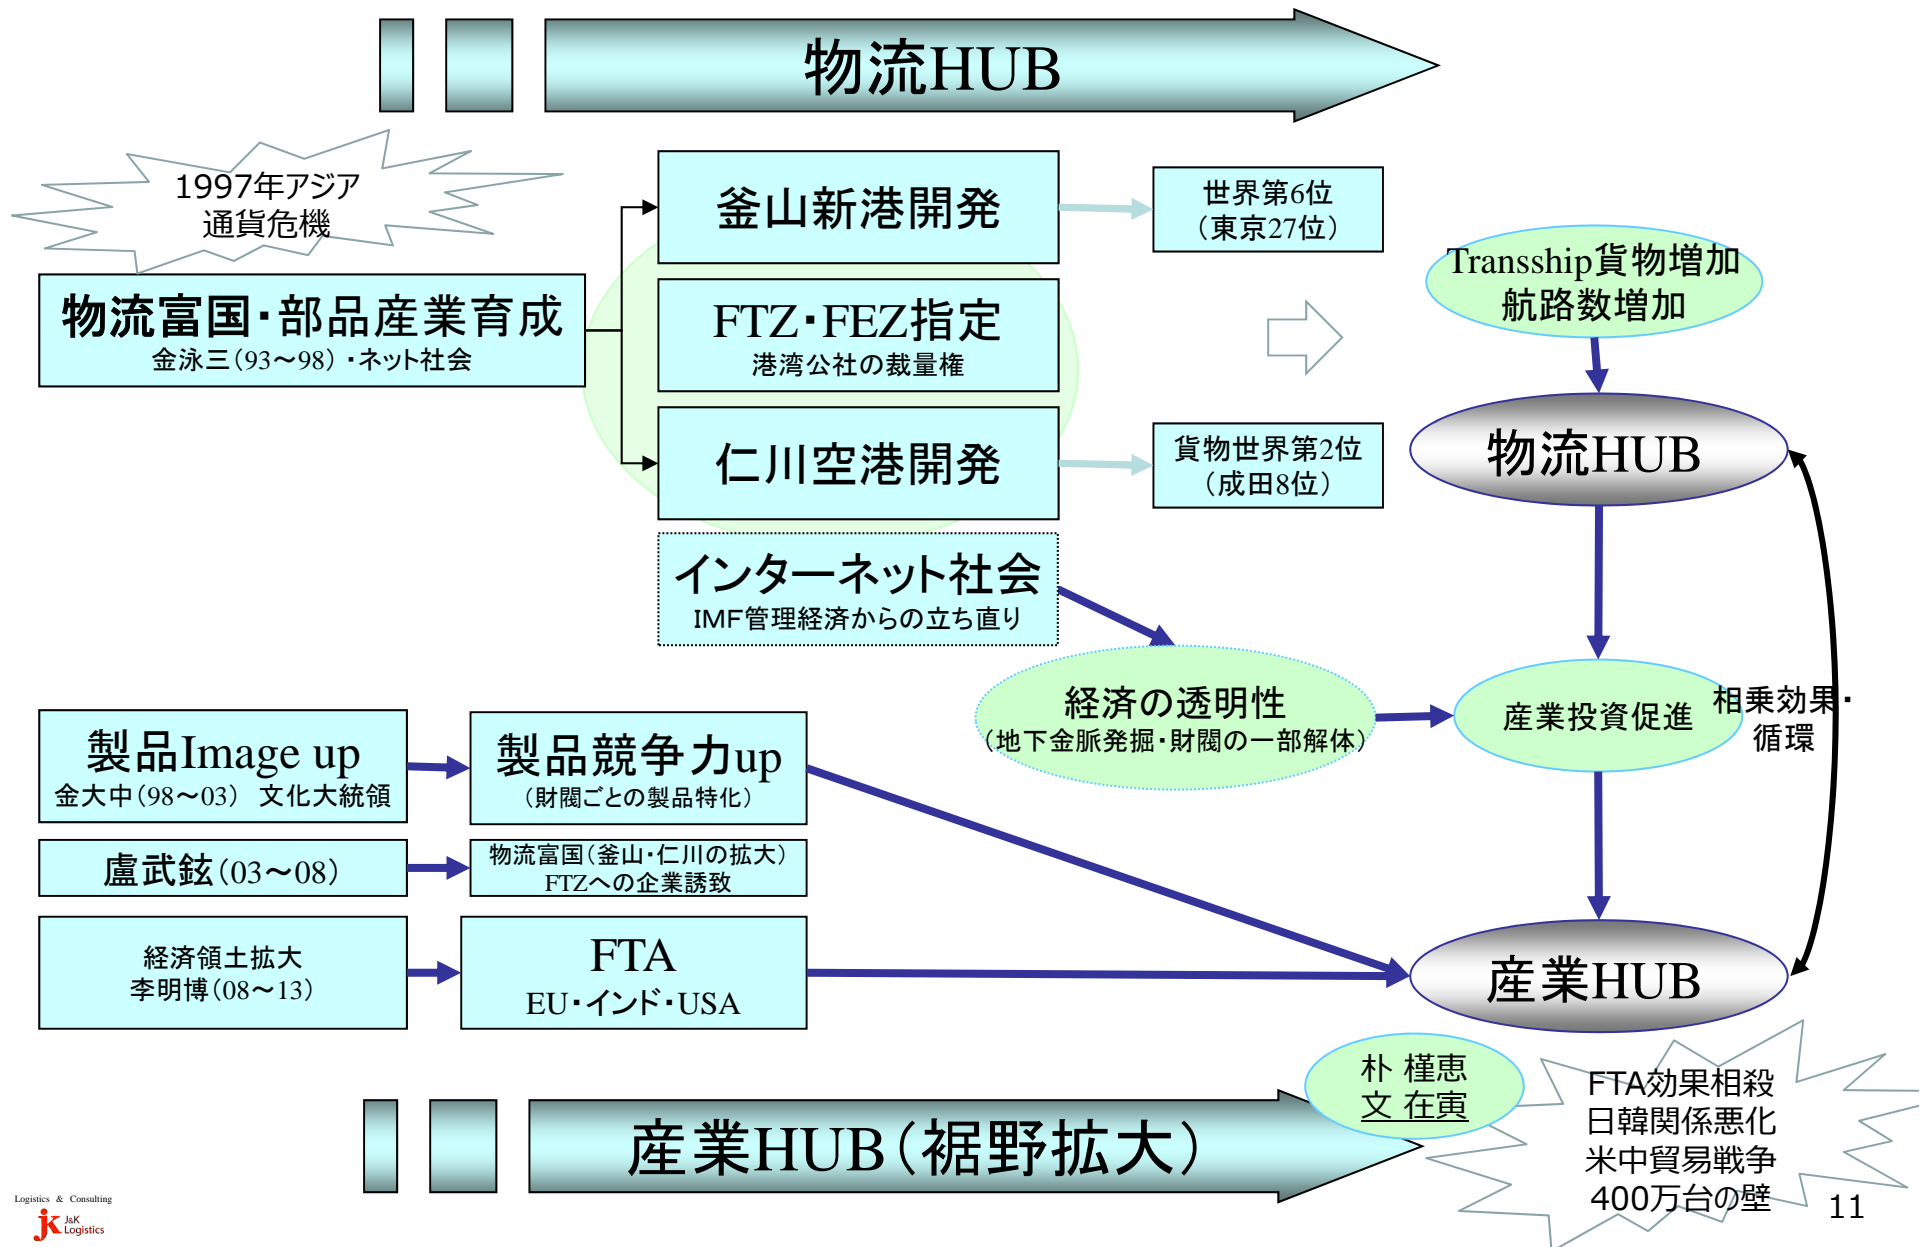 物流HUB
1997年アジア
通貨危機
釜山新港開発
世界第6位
（東京27位）
Transship貨物増加
航路数増加
物流富国・部品産業育成
金泳三（93～98）・ネット社会
FTZ・FEZ指定
港湾公社の裁量権
仁川空港開発
貨物世界第2位
（成田8位）
物流HUB
インターネット社会
IMF管理経済からの立ち直り
経済の透明性
（地下金脈発掘・財閥の一部解体）
産業投資促進
相乗効果・
循環
製品Image up
金大中（98～03） 文化大統領
製品競争力up
（財閥ごとの製品特化）
盧武鉉（03～08）
物流富国（釜山・仁川の拡大）
FTZへの企業誘致
経済領土拡大
李明博（08～13）
FTA
EU・インド・USA
産業HUB
朴 槿恵
文 在寅
FTA効果相殺
日韓関係悪化
米中貿易戦争
400万台の壁
産業HUB（裾野拡大）
Logistics & Consulting
jk J&K
Logistics
11